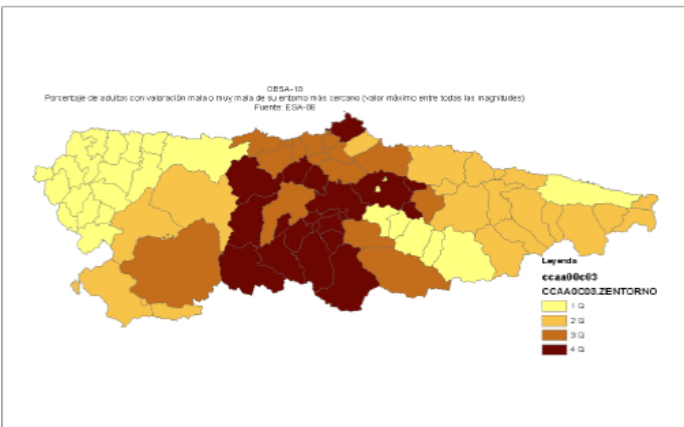 OBSA-10
Porcentaje de adultos con valoración mala o muy mala de su entorno más cercano (valor máximo entre todas las magnitudes)
Fuente: ESA-08
Leyenda
ccaa00c03
CCAA0C03.ZENTORNO
1 Q
2 Q
3 Q
4 Q